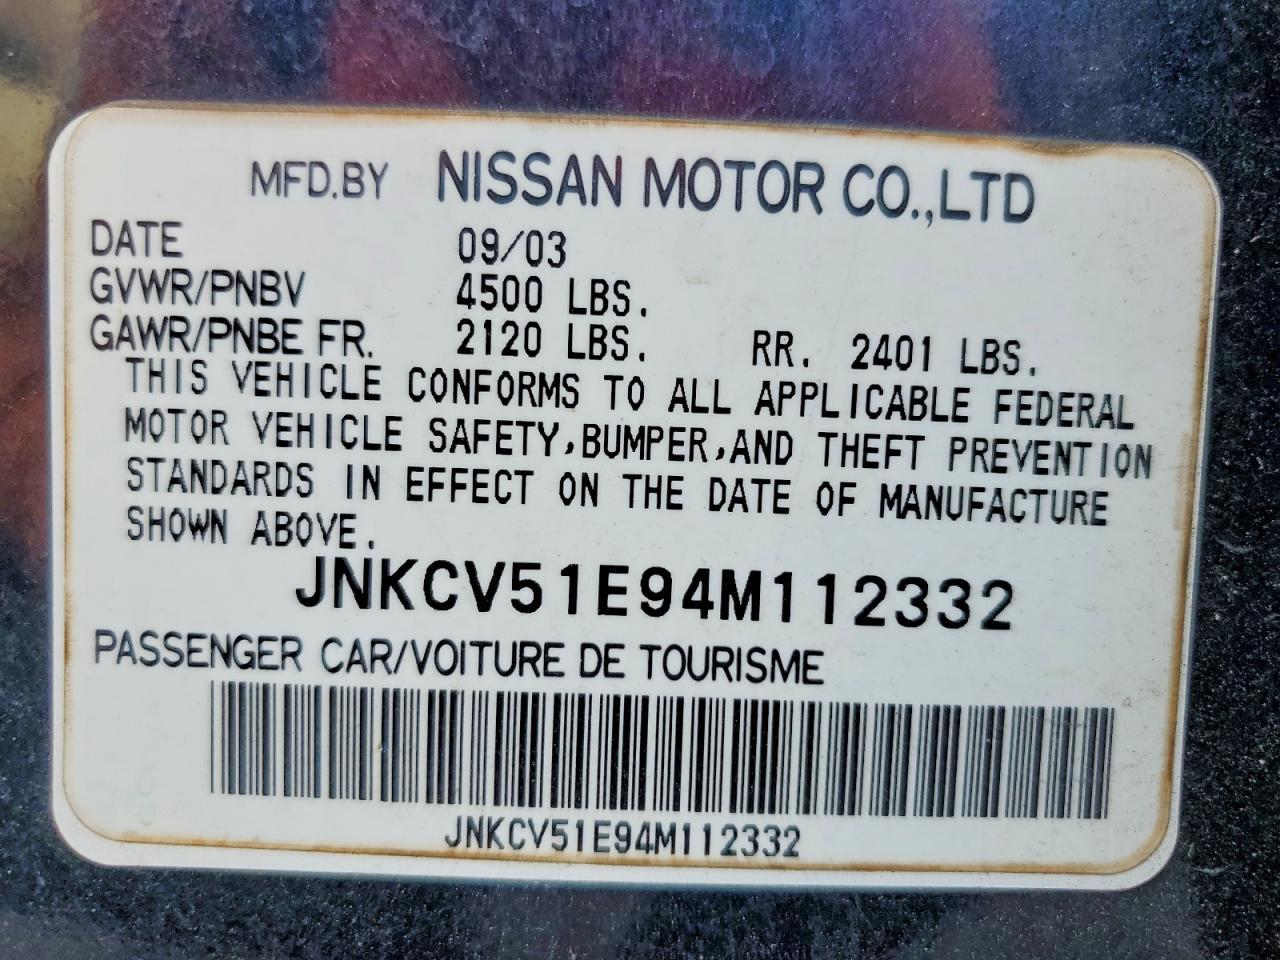 MFD.BY NISSAN MOTOR CO.,LTD
DATE 09/03
GVWR/PNBV 4500 LBS.
GAWR/PNBE FR. 2120 LBS. RR. 2401 LBS.
THIS VEHICLE CONFORMS TO ALL APPLICABLE FEDERAL
MOTOR VEHICLE SAFETY,BUMPER,AND THEFT PREVENTION
STANDARDS IN EFFECT ON THE DATE OF MANUFACTURE
SHOWN ABOVE.
JNKCV51E94M112332
PASSENGER CAR/VOITURE DE TOURISME
JNKCV51E94M112332